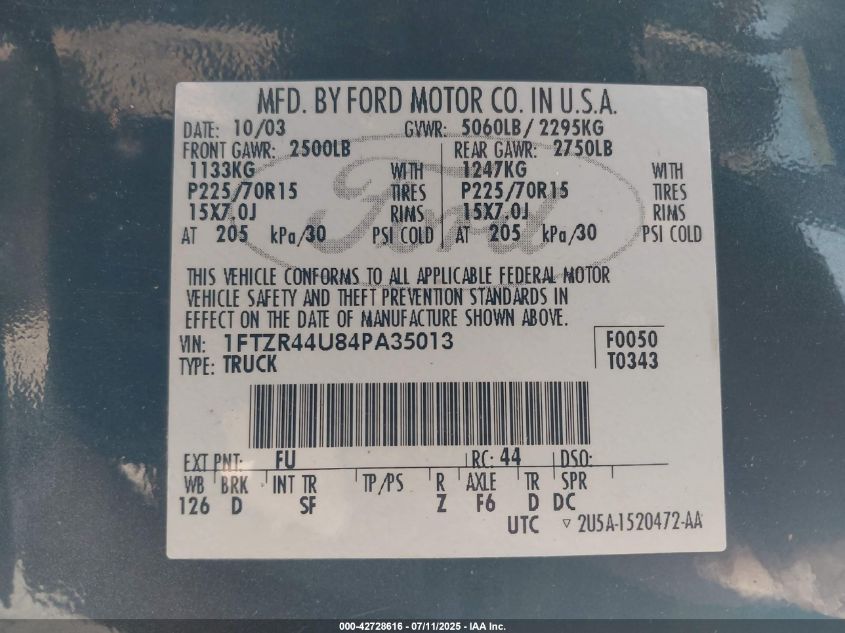 MFD. BY FORD MOTOR CO. IN U.S.A.
DATE: 10/03 GVWR: 5060LB/ 2295KG
FRONT GAWR: 2500LB REAR GAWR: 2750LB
1133KG WITH 1247KG WITH
P225/70R15 TIRES P225/70R15 TIRES
15X7.0J RIMS 15X7.0J RIMS
AT 205 kPa/30 PSI COLD AT 205 kPa/30 PSI COLD
Ford
THIS VEHICLE CONFORMS TO ALL APPLICABLE FEDERAL MOTOR
VEHICLE SAFETY AND THEFT PREVENTION STANDARDS IN
EFFECT ON THE DATE OF MANUFACTURE SHOWN ABOVE.
VIN: 1FTZR44U84PA35013 F0050
TYPE: TRUCK T0343
EXT PNT: FU RC: 44 DSO:
WB BRK INT TR TP/PS R AXLE TR SPR
126 D SF Z F6 D DC
UTC ▽ 2U5A-1520472-AA
000-42728616 - 07/11/2025 - IAA Inc.